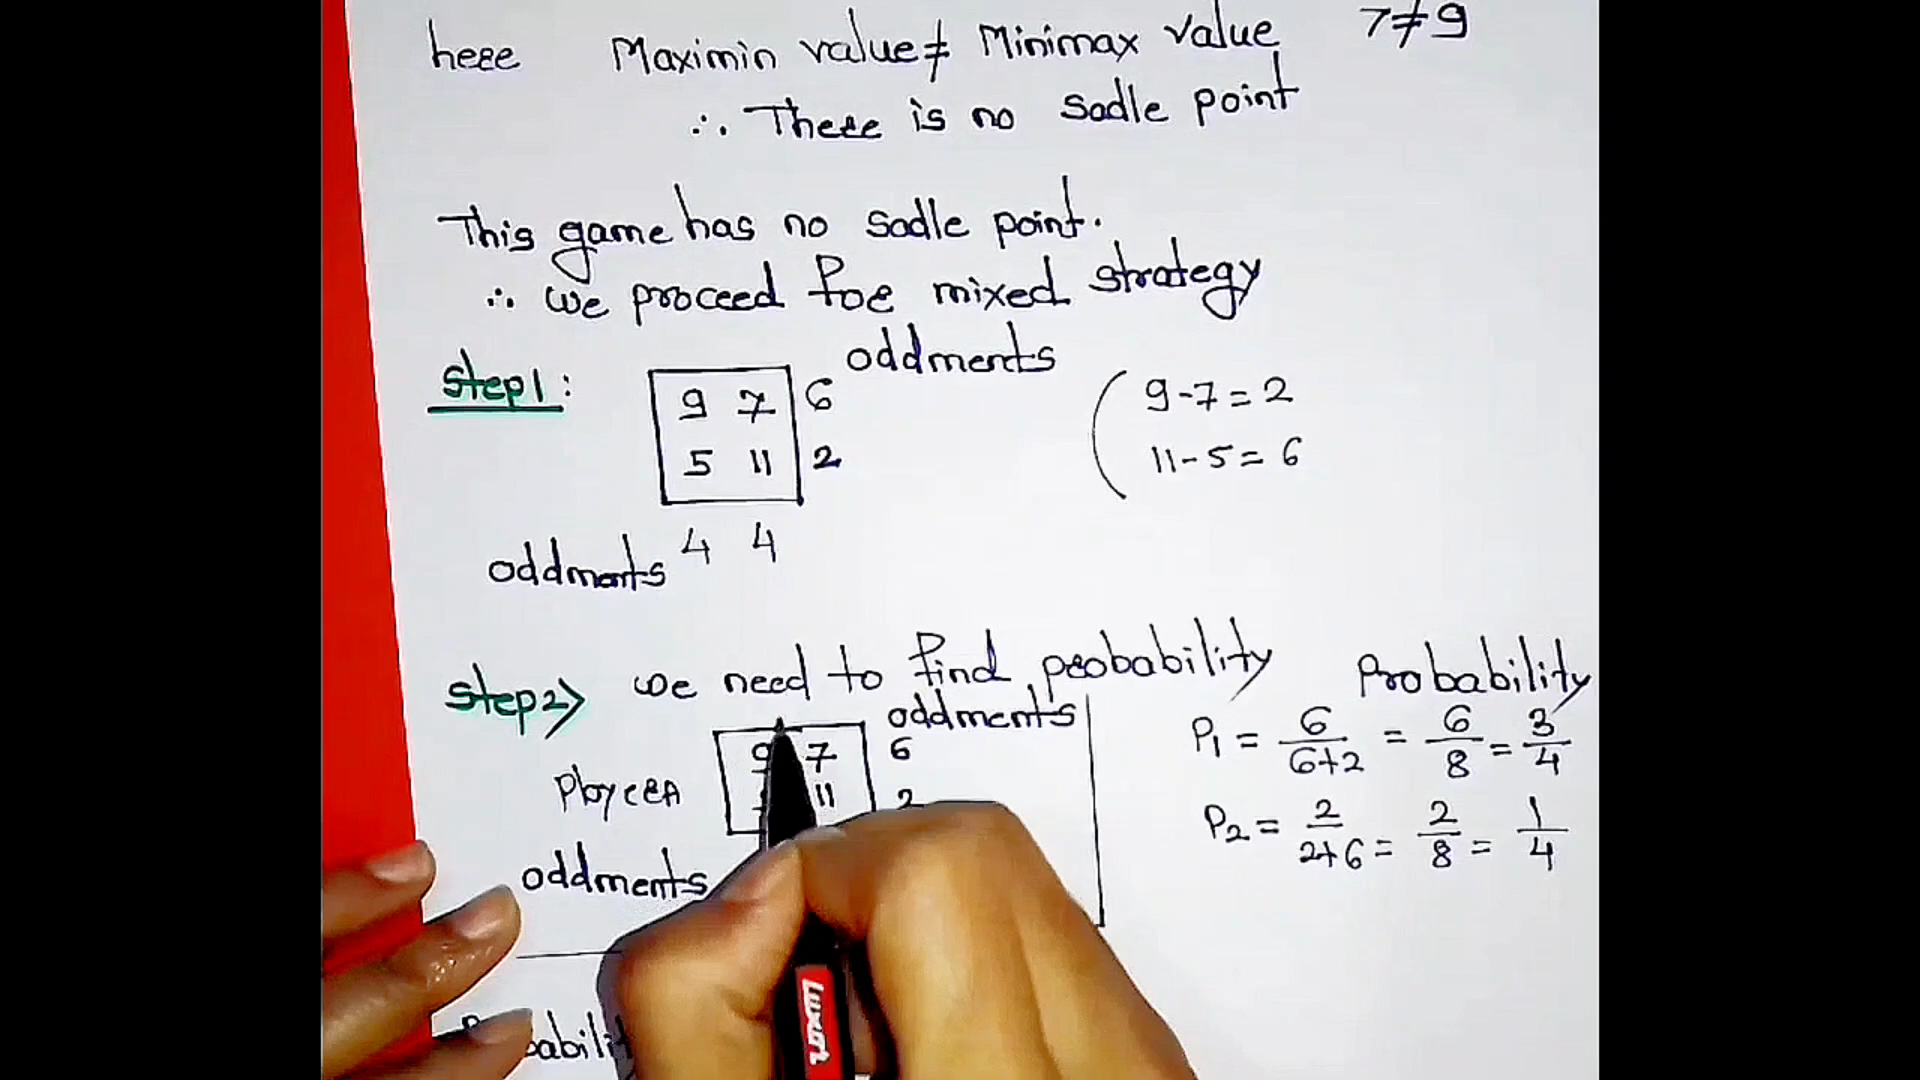 here Maximin value ≠ Minimax value 7≠9
∴ There is no sadle point
This game has no sadle point.
∴ we proceed for mixed strategy
oddments
step1: 9 7 6 9-7=2
5 11 2 11-5=6
oddments 4 4
step2> we need to find probability Probability
oddments
9 7 6 P1 = 6/6+2 = 6/8 = 3/4
Player A 11 2
P2 = 2/2+6 = 2/8 = 1/4
oddments
Luxor